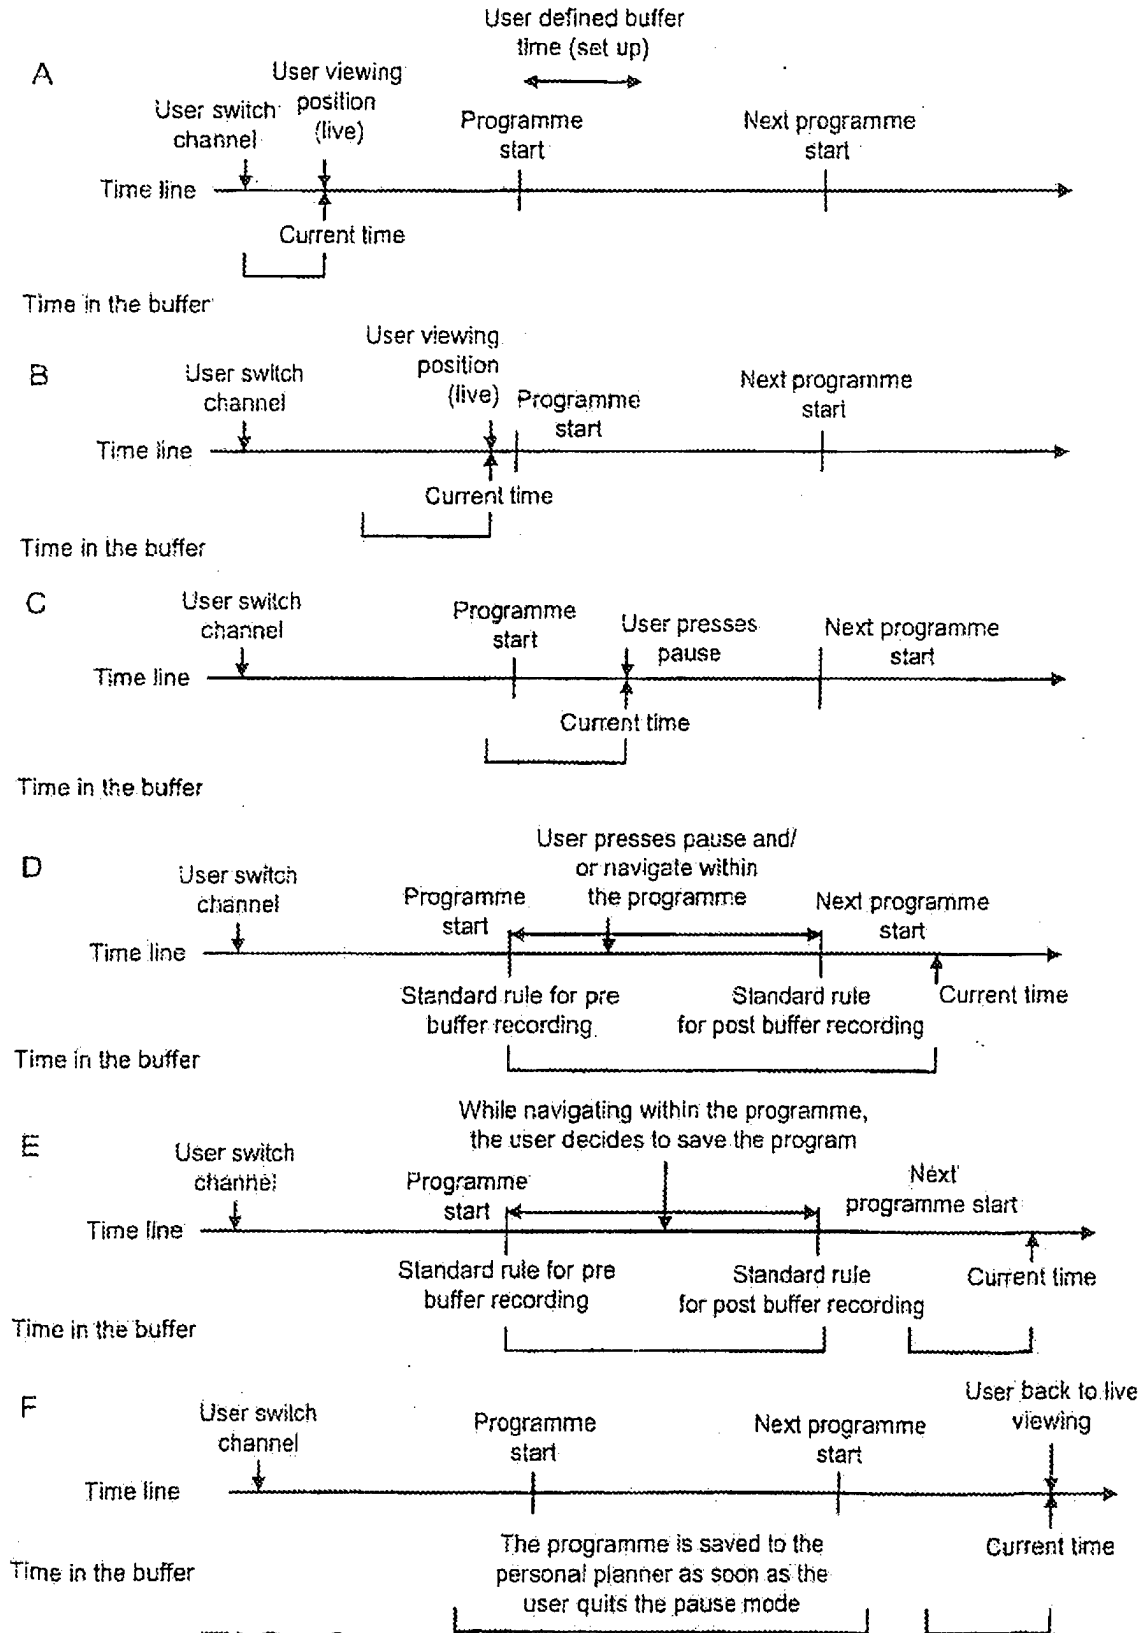 User defined buffer
time (set up)
A
User viewing
position
(live)
User switch
channel
Programme
start
Next programme
start
Time line
Current time
Time in the buffer
B
User viewing
position
(live)
User switch
channel
Programme
start
Next programme
start
Time line
Current time
Time in the buffer
C
User switch
channel
Programme
start
User presses
pause
Next programme
start
Time line
Current time
Time in the buffer
D
User presses pause and/
or navigate within
the programme
User switch
channel
Programme
start
Next programme
start
Time line
Standard rule for pre
buffer recording
Standard rule
for post buffer recording
Current time
Time in the buffer
E
While navigating within the programme,
the user decides to save the program
User switch
channel
Programme
start
Next
programme start
Time line
Standard rule for pre
buffer recording
Standard rule
for post buffer recording
Current time
Time in the buffer
F
User back to live
viewing
User switch
channel
Programme
start
Next programme
start
Time line
Current time
Time in the buffer
The programme is saved to the
personal planner as soon as the
user quits the pause mode